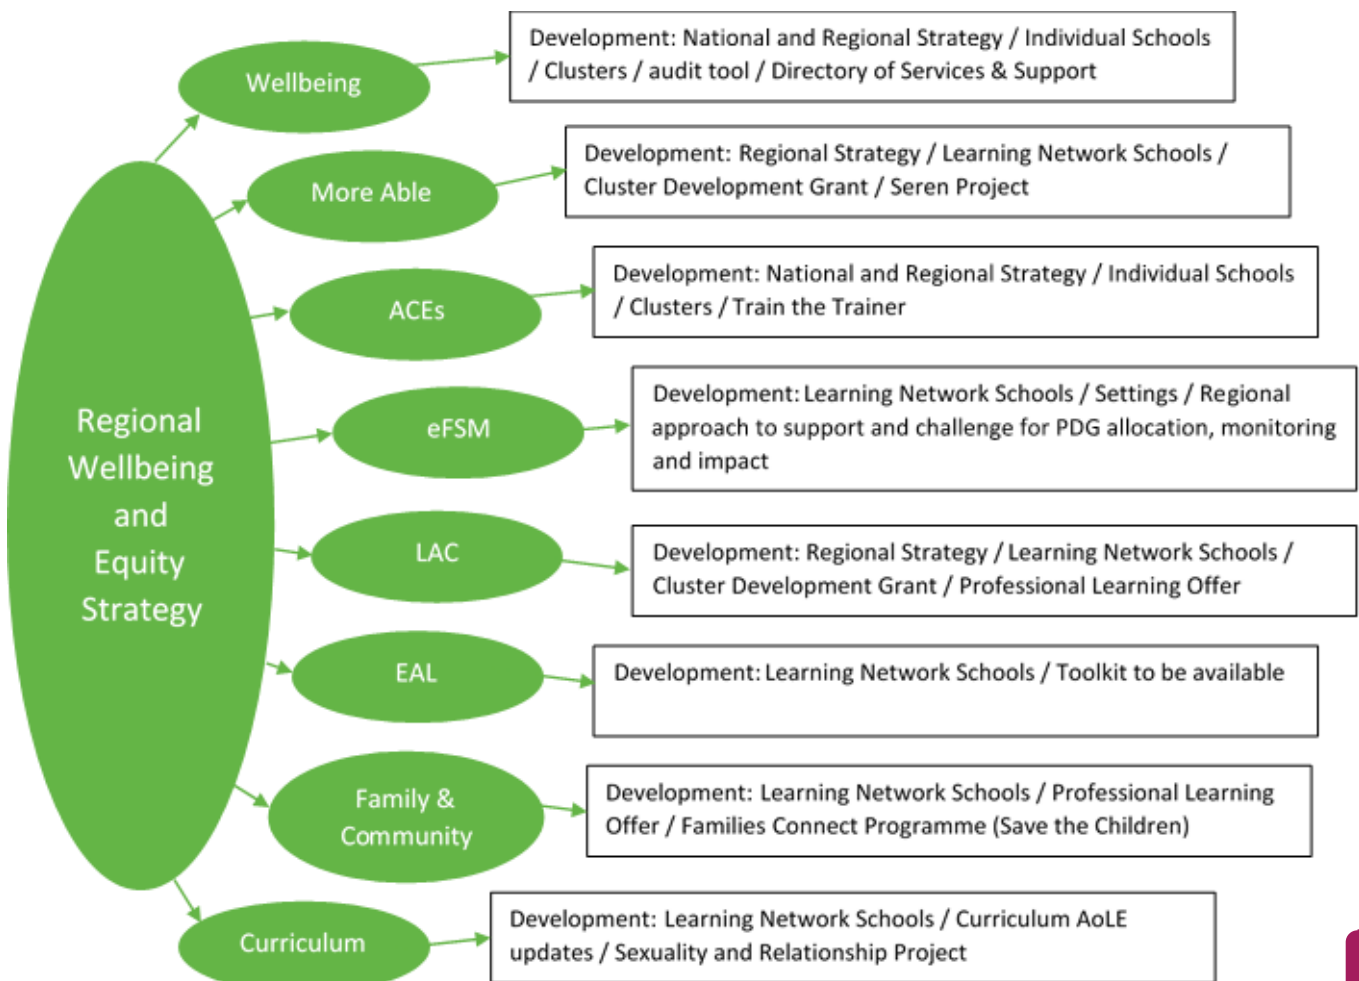 Regional
Wellbeing
and
Equity
Strategy
Wellbeing
Development: National and Regional Strategy / Individual Schools
/ Clusters / audit tool / Directory of Services & Support
More Able
Development: Regional Strategy / Learning Network Schools /
Cluster Development Grant / Seren Project
ACEs
Development: National and Regional Strategy / Individual Schools
/ Clusters / Train the Trainer
eFSM
Development: Learning Network Schools / Settings / Regional
approach to support and challenge for PDG allocation, monitoring
and impact
LAC
Development: Regional Strategy / Learning Network Schools /
Cluster Development Grant / Professional Learning Offer
EAL
Development: Learning Network Schools / Toolkit to be available
Family &
Community
Development: Learning Network Schools / Professional Learning
Offer / Families Connect Programme (Save the Children)
Curriculum
Development: Learning Network Schools / Curriculum AoLE
updates / Sexuality and Relationship Project